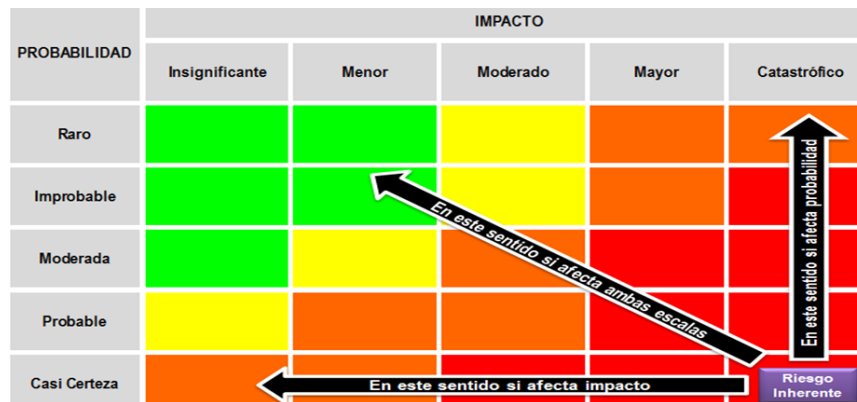 IMPACTO
PROBABILIDAD
Insignificante
Menor
Moderado
Mayor
Catastrófico
Raro
Improbable
Moderada
Probable
Casi Certeza
En este sentido si afecta probabilidad
En este sentido si afecta ambas escalas
En este sentido si afecta impacto
Riesgo
Inherente